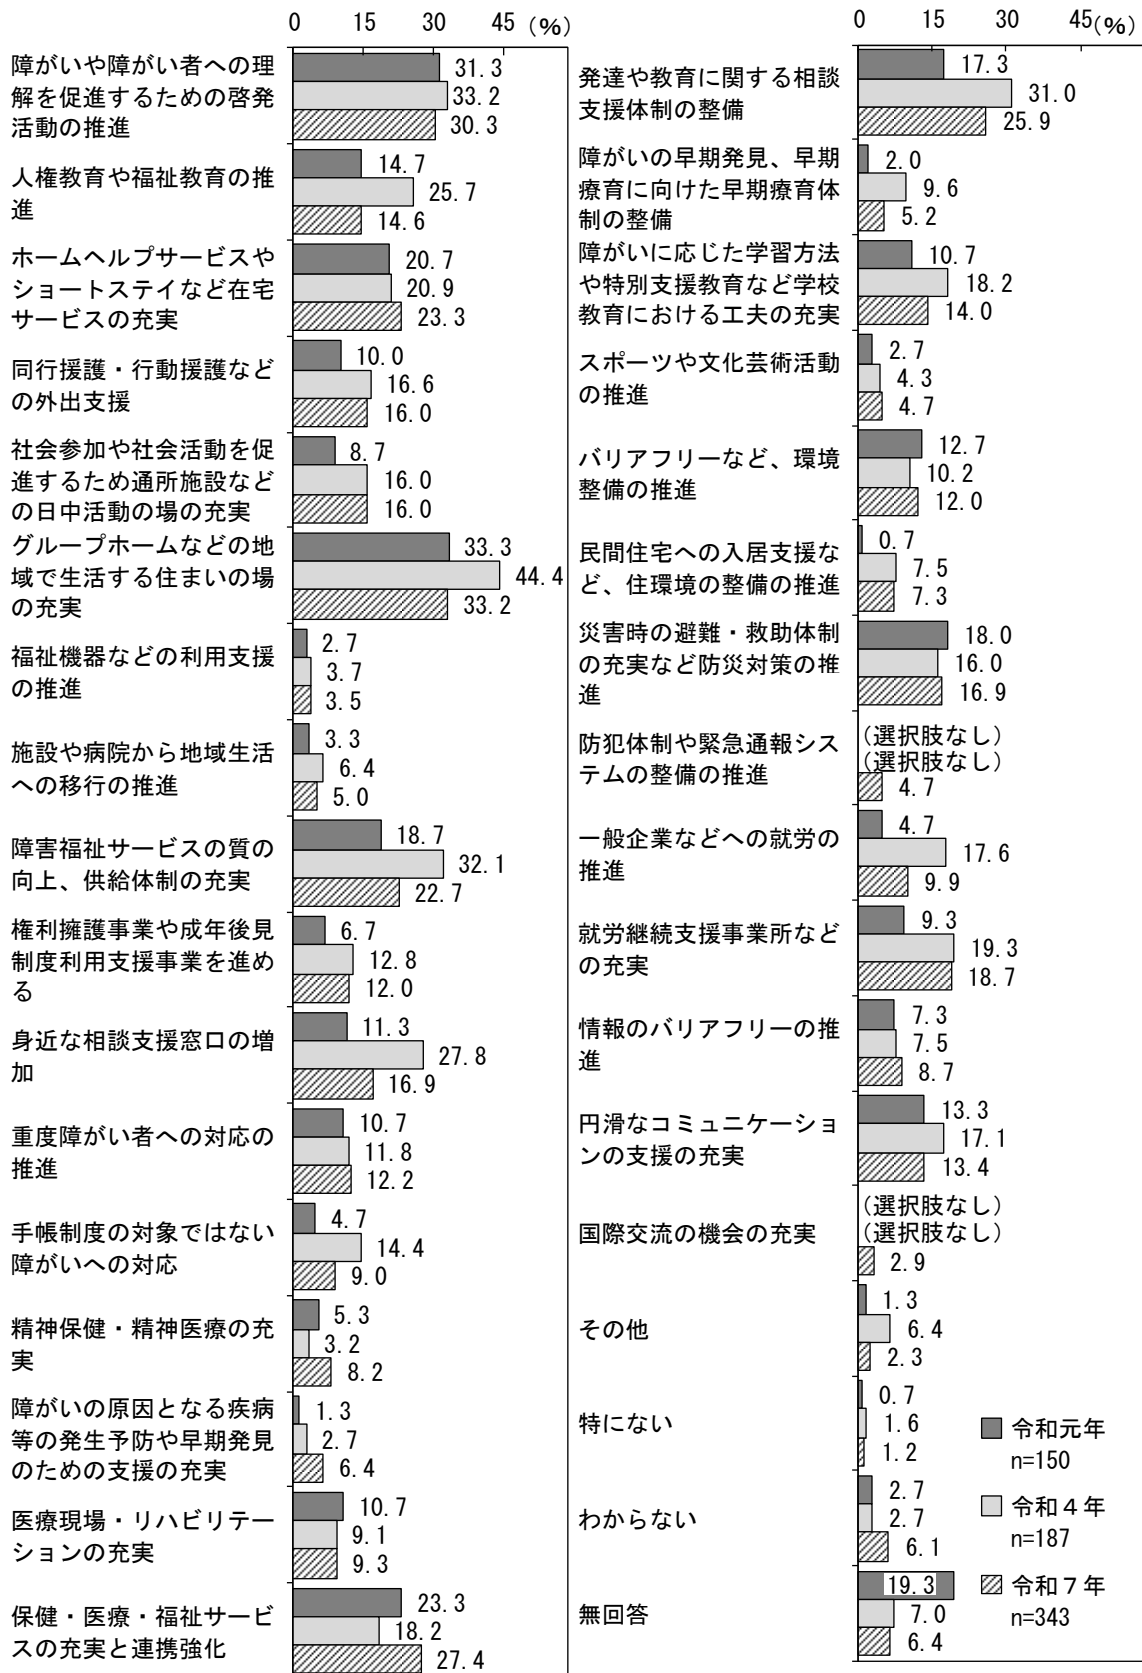 0 15 30 45 (%)
障がいや障がい者への理
解を促進するための啓発
活動の推進
31.3
33.2
30.3
人権教育や福祉教育の推
進
14.7
25.7
14.6
ホームヘルプサービスや
ショートステイなど在宅
サービスの充実
20.7
20.9
23.3
同行援護・行動援護など
の外出支援
10.0
16.6
16.0
社会参加や社会活動を促
進するため通所施設など
の日中活動の場の充実
8.7
16.0
16.0
グループホームなどの地
域で生活する住まいの場
の充実
33.3
44.4
33.2
福祉機器などの利用支援
の推進
2.7
3.7
3.5
施設や病院から地域生活
への移行の推進
3.3
6.4
5.0
障害福祉サービスの質の
向上、供給体制の充実
18.7
32.1
22.7
権利擁護事業や成年後見
制度利用支援事業を進め
る
6.7
12.8
12.0
身近な相談支援窓口の増
加
11.3
27.8
16.9
重度障がい者への対応の
推進
10.7
11.8
12.2
手帳制度の対象ではない
障がいへの対応
4.7
14.4
9.0
精神保健・精神医療の充
実
5.3
3.2
8.2
障がいの原因となる疾病
等の発生予防や早期発見
のための支援の充実
1.3
2.7
6.4
医療現場・リハビリテー
ションの充実
10.7
9.1
9.3
保健・医療・福祉サービ
スの充実と連携強化
23.3
18.2
27.4
0 15 30 45 (%)
発達や教育に関する相談
支援体制の整備
17.3
31.0
25.9
障がいの早期発見、早期
療育に向けた早期療育体
制の整備
2.0
9.6
5.2
障がいに応じた学習方法
や特別支援教育など学校
教育における工夫の充実
10.7
18.2
14.0
スポーツや文化芸術活動
の推進
2.7
4.3
4.7
バリアフリーなど、環境
整備の推進
12.7
10.2
12.0
民間住宅への入居支援な
ど、住環境の整備の推進
0.7
7.5
7.3
災害時の避難・救助体制
の充実など防災対策の推
進
18.0
16.0
16.9
防犯体制や緊急通報シス
テムの整備の推進
(選択肢なし)
(選択肢なし)
4.7
一般企業などへの就労の
推進
4.7
17.6
9.9
就労継続支援事業所など
の充実
9.3
19.3
18.7
情報のバリアフリーの推
進
7.3
7.5
8.7
円滑なコミュニケーショ
ンの支援の充実
13.3
17.1
13.4
国際交流の機会の充実
(選択肢なし)
(選択肢なし)
2.9
その他
1.3
6.4
2.3
特にない
0.7
1.6
1.2
わからない
2.7
2.7
6.1
無回答
19.3
7.0
6.4
令和元年
n=150
令和４年
n=187
令和７年
n=343